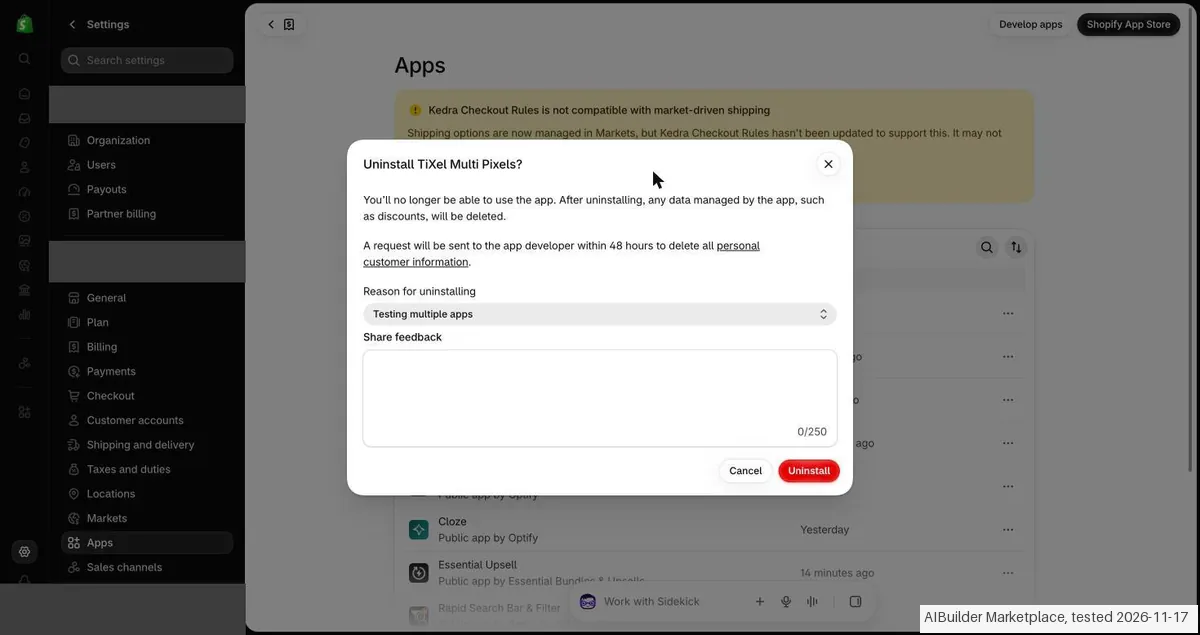 Settings
Search settings
Organization
Users
Payouts
Partner billing
General
Plan
Billing
Payments
Checkout
Customer accounts
Shipping and delivery
Taxes and duties
Locations
Markets
Apps
Sales channels
Develop apps
Shopify App Store
Apps
Kedra Checkout Rules is not compatible with market-driven shipping
Shipping options are now managed in Markets, but Kedra Checkout Rules hasn't been updated to support this. It may not
Uninstall TiXel Multi Pixels?
You'll no longer be able to use the app. After uninstalling, any data managed by the app, such
as discounts, will be deleted.
A request will be sent to the app developer within 48 hours to delete all personal
customer information.
Reason for uninstalling
Testing multiple apps
Share feedback
0/250
Cancel
Uninstall
go
o
ago
Public app by Optify
Cloze
Public app by Optify
Yesterday
Essential Upsell
Public app by Essential Bundles & Upsells
14 minutes ago
Rapid Search Bar & Filter
Work with Sidekick
AIBuilder Marketplace, tested 2026-11-17